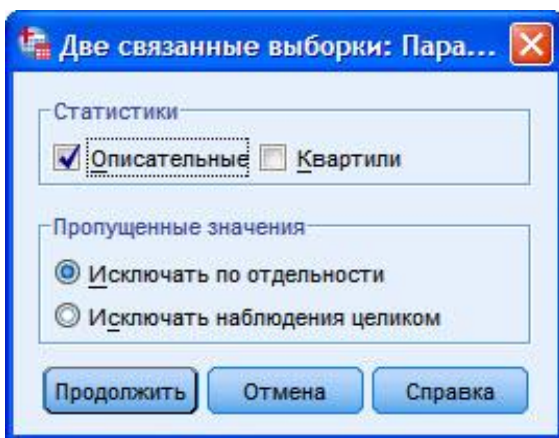 Две связанные выборки: Пара...
Статистики
Описательные Квартили
Пропущенные значения
Исключать по отдельности
Исключать наблюдения целиком
Продолжить Отмена Справка